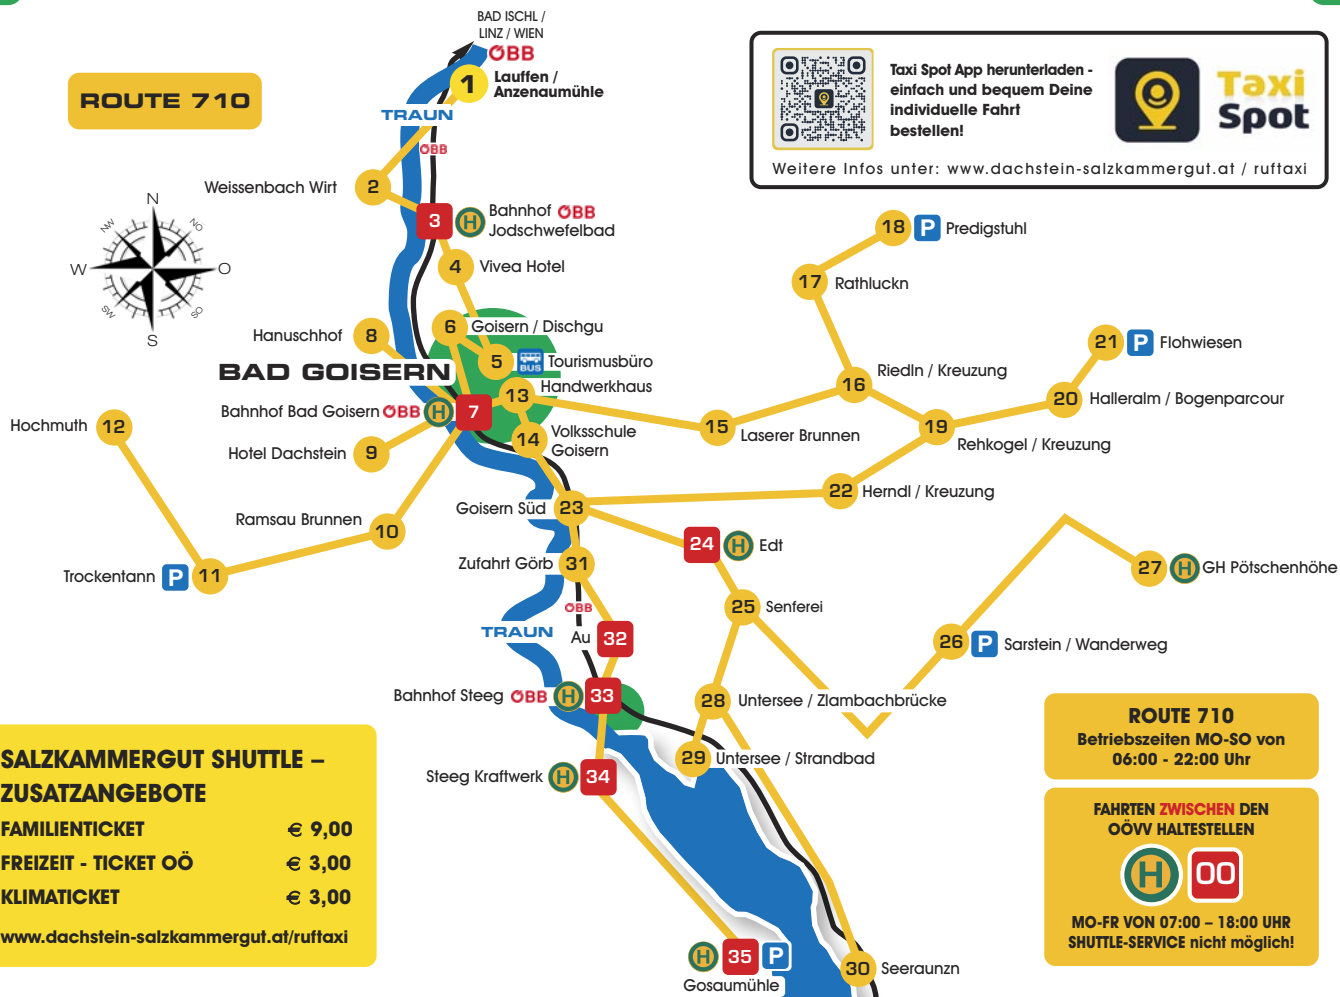 BAD ISCHL /
LINZ / WIEN
ÖBB
1
Lauffen /
Anzenaumühle
ROUTE 710
TRAUN
ÖBB
Taxi Spot App herunterladen -
einfach und bequem Deine
individuelle Fahrt
bestellen!
Taxi
Spot
Weitere Infos unter: www.dachstein-salzkammergut.at / ruftaxi
Weissenbach Wirt 2
N
NO
O
SO
S
SW
W
NW
3 H Bahnhof ÖBB
Jodschwefelbad
4 Vivea Hotel
18 P Predigstuhl
17 Rathluckn
Hanuschhof 8
6 Goisern / Dischgu
5 BUS Tourismusbüro
21 P Flohwiesen
BAD GOISERN
13 Handwerkhaus
16 Riedln / Kreuzung
20 Halleralm / Bogenparcour
Bahnhof Bad Goisern ÖBB H 7
Hochmuth 12
14 Volksschule
Goisern
15 Laserer Brunnen
19 Rehkogel / Kreuzung
Hotel Dachstein 9
22 Herndl / Kreuzung
Goisern Süd 23
Ramsau Brunnen 10
24 H Edt
Zufahrt Görb 31
27 H GH Pötschenhöhe
Trockentann P 11
ÖBB
25 Senferei
TRAUN
Au 32
26 P Sarstein / Wanderweg
Bahnhof Steeg ÖBB H 33
28 Untersee / Zlambachbrücke
29 Untersee / Strandbad
Steeg Kraftwerk H 34
H 35 P
Gosaumühle
30 Seeraunzn
SALZKAMMERGUT SHUTTLE –
ZUSATZANGEBOTE
FAMILIENTICKET € 9,00
FREIZEIT - TICKET OÖ € 3,00
KLIMATICKET € 3,00
www.dachstein-salzkammergut.at/ruftaxi
ROUTE 710
Betriebszeiten MO-SO von
06:00 - 22:00 Uhr
FAHRTEN ZWISCHEN DEN
OÖVV HALTESTELLEN
H 00
MO-FR VON 07:00 – 18:00 UHR
SHUTTLE-SERVICE nicht möglich!